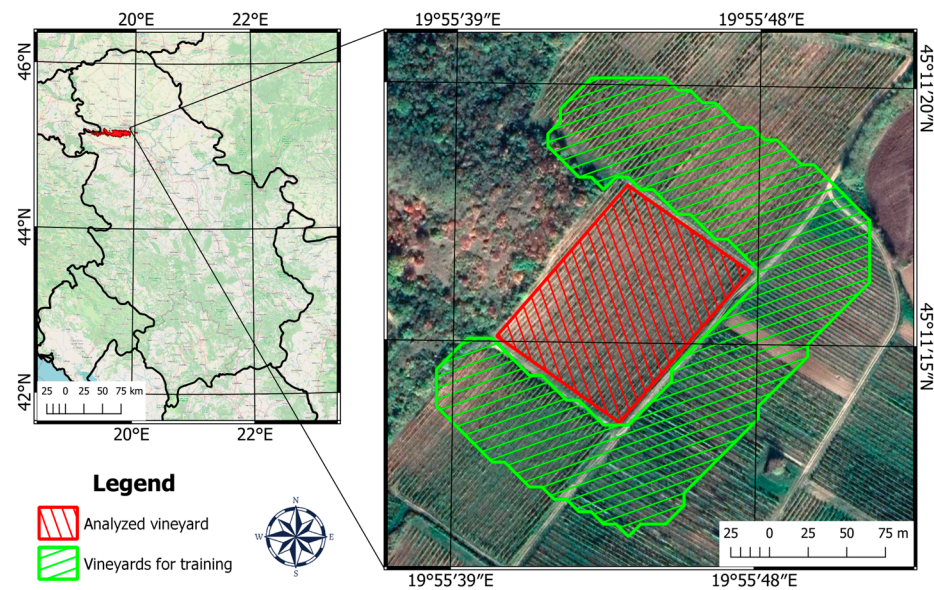 20°E 22°E
19°55′39″E 19°55′48″E
46°N
44°N
42°N
45°11′20″N
45°11′15″N
25 0 25 50 75 km
20°E 22°E
Legend
Analyzed vineyard
Vineyards for training
N
W E
S
25 0 25 50 75 m
19°55′39″E 19°55′48″E